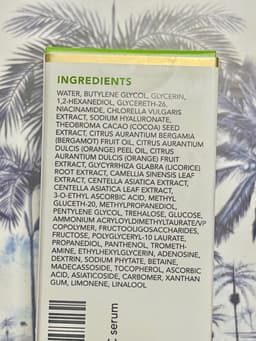 INGREDIENTS
WATER, BUTYLENE GLYCOL, GLYCERIN,
1,2-HEXANEDIOL, GLYCERETH-26,
NIACINAMIDE, CHLORELLA VULGARIS
EXTRACT, SODIUM HYALURONATE,
THEOBROMA CACAO (COCOA) SEED
EXTRACT, CITRUS AURANTIUM BERGAMIA
(BERGAMOT) FRUIT OIL, CITRUS AURANTIUM
DULCIS (ORANGE) PEEL OIL, CITRUS
AURANTIUM DULCIS (ORANGE) FRUIT
EXTRACT, GLYCYRRHIZA GLABRA (LICORICE)
ROOT EXTRACT, CAMELLIA SINENSIS LEAF
EXTRACT, CENTELLA ASIATICA EXTRACT,
CENTELLA ASIATICA LEAF EXTRACT,
3-O-ETHYL ASCORBIC ACID, METHYL
GLUCETH-20, METHYLPROPANEDIOL,
PENTYLENE GLYCOL, TREHALOSE, GLUCOSE,
AMMONIUM ACRYLOYLDIMETHYLTAURATE/VP
COPOLYMER, FRUCTOOLIGOSACCHARIDES,
FRUCTOSE, POLYGLYCERYL-10 LAURATE,
PROPANEDIOL, PANTHENOL, TROMETH-
AMINE, ETHYLHEXYLGLYCERIN, ADENOSINE,
DEXTRIN, SODIUM PHYTATE, BETAINE,
MADECASSOSIDE, TOCOPHEROL, ASCORBIC
ACID, ASIATICOSIDE, CARBOMER, XANTHAN
GUM, LIMONENE, LINALOOL
serum